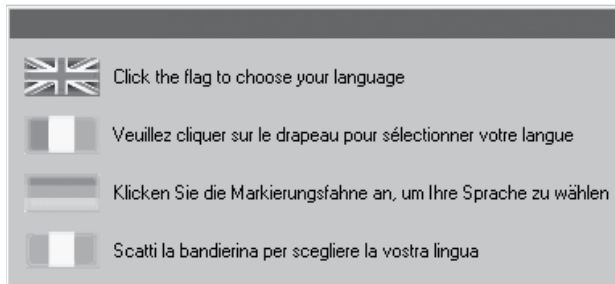 Click the flag to choose your language
Veuillez cliquer sur le drapeau pour sélectionner votre langue
Klicken Sie die Markierungsfahne an, um Ihre Sprache zu wählen
Scatti la bandierina per scegliere la vostra lingua